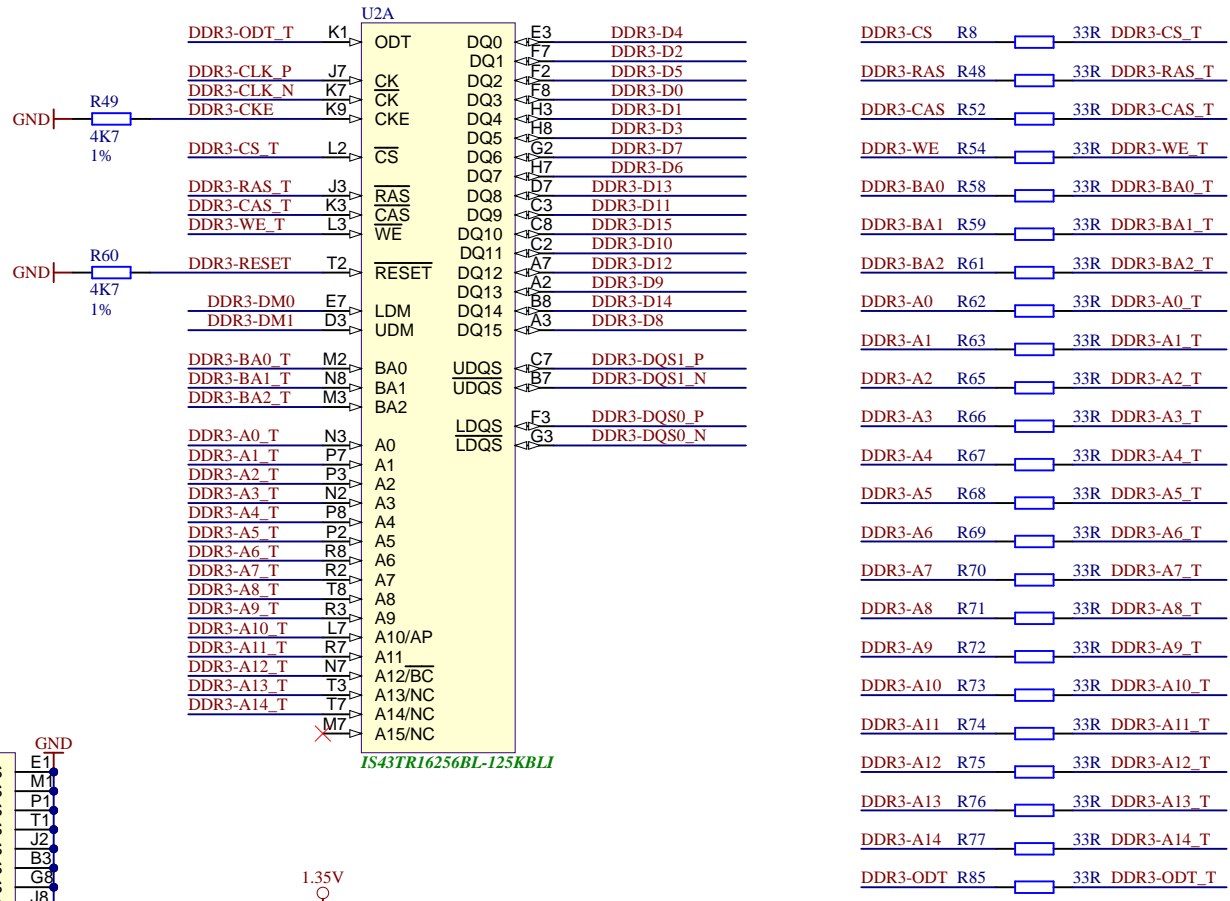 U2A
DDR3-ODT_T K1 ODT DQ0 E3 DDR3-D4
DQ1 F7 DDR3-D2
DDR3-CLK_P J7 CK DQ2 F2 DDR3-D5
DDR3-CLK_N K7 CK DQ3 F8 DDR3-D0
GND R49 4K7 1% DDR3-CKE K9 CKE DQ4 H3 DDR3-D1
DQ5 H8 DDR3-D3
DDR3-CS_T L2 CS DQ6 G2 DDR3-D7
DQ7 H7 DDR3-D6
DDR3-RAS_T J3 RAS DQ8 D7 DDR3-D13
DDR3-CAS_T K3 CAS DQ9 C3 DDR3-D11
DDR3-WE_T L3 WE DQ10 C8 DDR3-D15
DQ11 C2 DDR3-D10
GND R60 4K7 1% DDR3-RESET T2 RESET DQ12 A7 DDR3-D12
DQ13 A2 DDR3-D9
DDR3-DM0 E7 LDM DQ14 B8 DDR3-D14
DDR3-DM1 D3 UDM DQ15 A3 DDR3-D8
DDR3-BA0_T M2 BA0 UDQS C7 DDR3-DQS1_P
DDR3-BA1_T N8 BA1 UDQS B7 DDR3-DQS1_N
DDR3-BA2_T M3 BA2
LDQS F3 DDR3-DQS0_P
DDR3-A0_T N3 A0 LDQS G3 DDR3-DQS0_N
DDR3-A1_T P7 A1
DDR3-A2_T P3 A2
DDR3-A3_T N2 A3
DDR3-A4_T P8 A4
DDR3-A5_T P2 A5
DDR3-A6_T R8 A6
DDR3-A7_T R2 A7
DDR3-A8_T T8 A8
DDR3-A9_T R3 A9
DDR3-A10_T L7 A10/AP
DDR3-A11_T R7 A11
DDR3-A12_T N7 A12/BC
DDR3-A13_T T3 A13/NC
DDR3-A14_T T7 A14/NC
M7 A15/NC
IS43TR16256BL-125KBLI
GND
E1
M1
P1
T1
J2
B3
G8
J8
1.35V
DDR3-CS R8 33R DDR3-CS_T
DDR3-RAS R48 33R DDR3-RAS_T
DDR3-CAS R52 33R DDR3-CAS_T
DDR3-WE R54 33R DDR3-WE_T
DDR3-BA0 R58 33R DDR3-BA0_T
DDR3-BA1 R59 33R DDR3-BA1_T
DDR3-BA2 R61 33R DDR3-BA2_T
DDR3-A0 R62 33R DDR3-A0_T
DDR3-A1 R63 33R DDR3-A1_T
DDR3-A2 R65 33R DDR3-A2_T
DDR3-A3 R66 33R DDR3-A3_T
DDR3-A4 R67 33R DDR3-A4_T
DDR3-A5 R68 33R DDR3-A5_T
DDR3-A6 R69 33R DDR3-A6_T
DDR3-A7 R70 33R DDR3-A7_T
DDR3-A8 R71 33R DDR3-A8_T
DDR3-A9 R72 33R DDR3-A9_T
DDR3-A10 R73 33R DDR3-A10_T
DDR3-A11 R74 33R DDR3-A11_T
DDR3-A12 R75 33R DDR3-A12_T
DDR3-A13 R76 33R DDR3-A13_T
DDR3-A14 R77 33R DDR3-A14_T
DDR3-ODT R85 33R DDR3-ODT_T